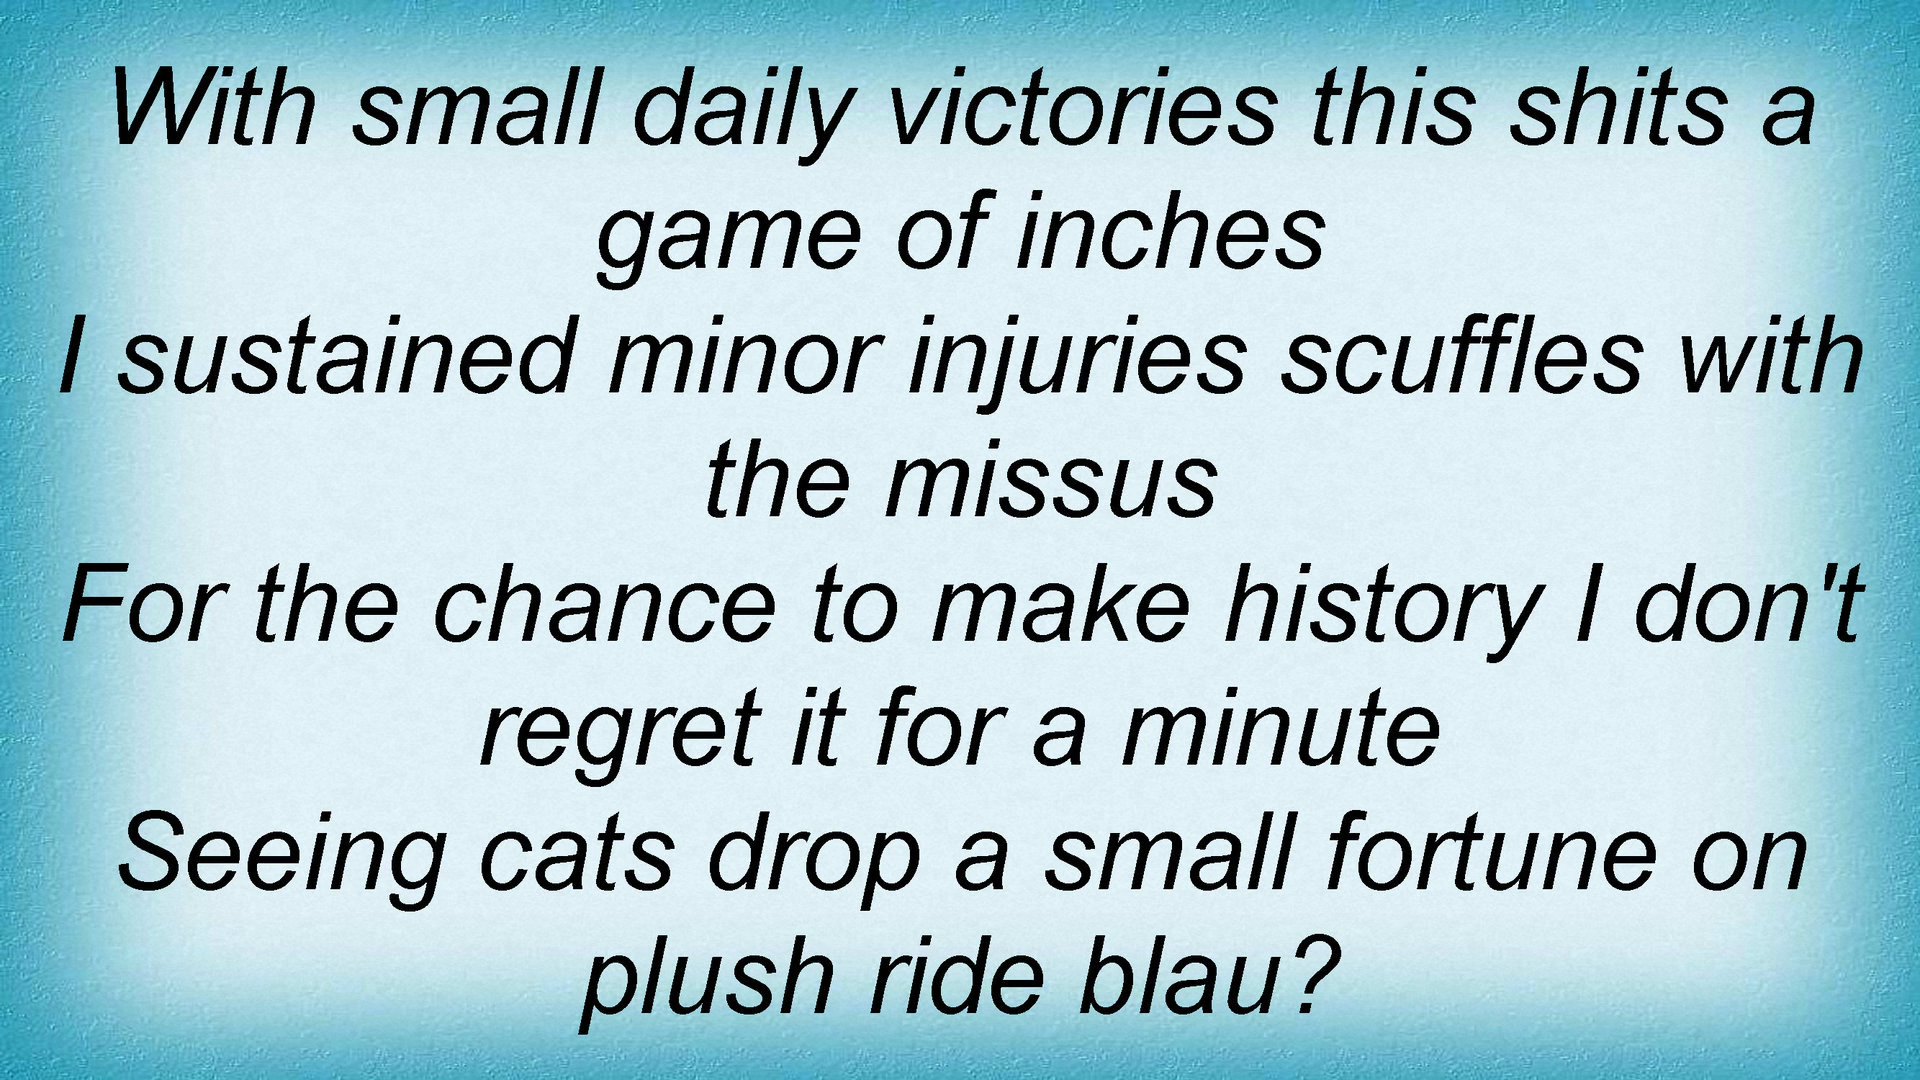 With small daily victories this shits a
game of inches
I sustained minor injuries scuffles with
the missus
For the chance to make history I don't
regret it for a minute
Seeing cats drop a small fortune on
plush ride blau?